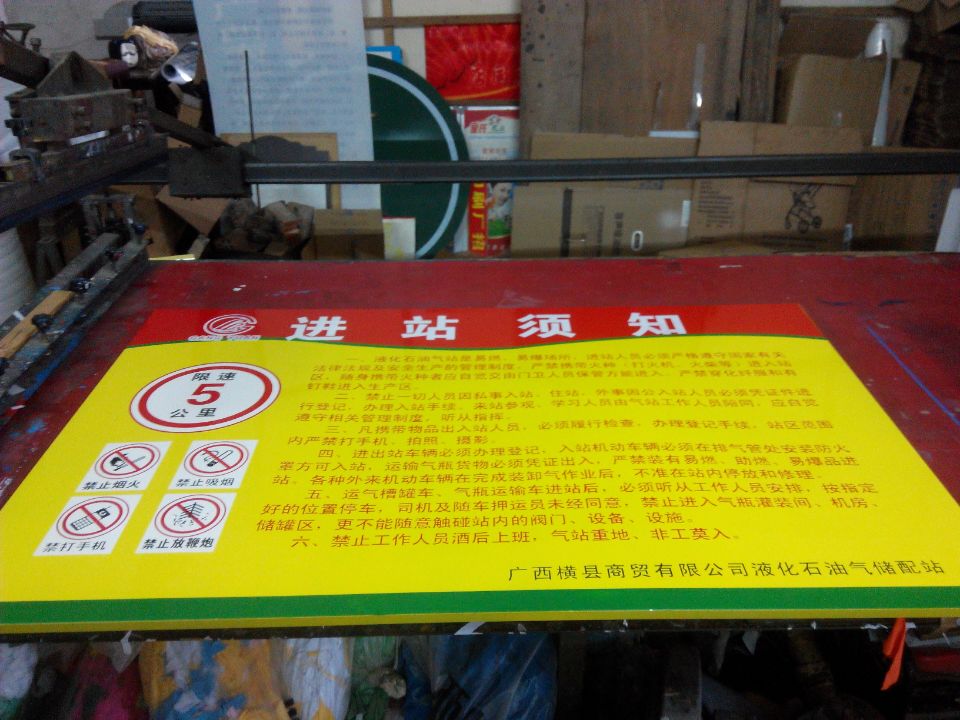 进站须知
一、液化石油气站是易燃、易爆场所，进站人员必须严格遵守国家有关
法律法规及安全生产的管理制度，严禁携带火种（打火机、火柴等）进入站
区，随身携带火种者应自觉交由门卫人员保管方能进入，严禁穿化纤服和有
钉鞋进入生产区。
二、禁止一切人员因私事入站、住站，外事因公入站人员必须凭证件进
行登记，办理入站手续，来站参观、学习人员由气站工作人员陪同，应自觉
遵守相关管理制度，听从指挥。
三、凡携带物品出入站人员，必须履行检查，办理登记手续，站区范围
内严禁打手机、拍照、摄影。
四、进出站车辆必须办理登记，入站机动车辆必须在排气管处安装防火
罩方可入站，运输气瓶货物必须凭证出入，严禁装有易燃、助燃、易爆品进
站。各种外来机动车辆在完成装卸气作业后，不准在站内停放和修理。
五、运气槽罐车、气瓶运输车进站后，必须听从工作人员安排，按指定
好的位置停车，司机及随车押运员未经同意，禁止进入气瓶灌装间、机房、
储罐区，更不能随意触碰站内的阀门、设备、设施。
六、禁止工作人员酒后上班，气站重地、非工莫入。
广西横县商贸有限公司液化石油气储配站
限速
5
公里
禁止烟火
禁止吸烟
禁打手机
禁止放鞭炮